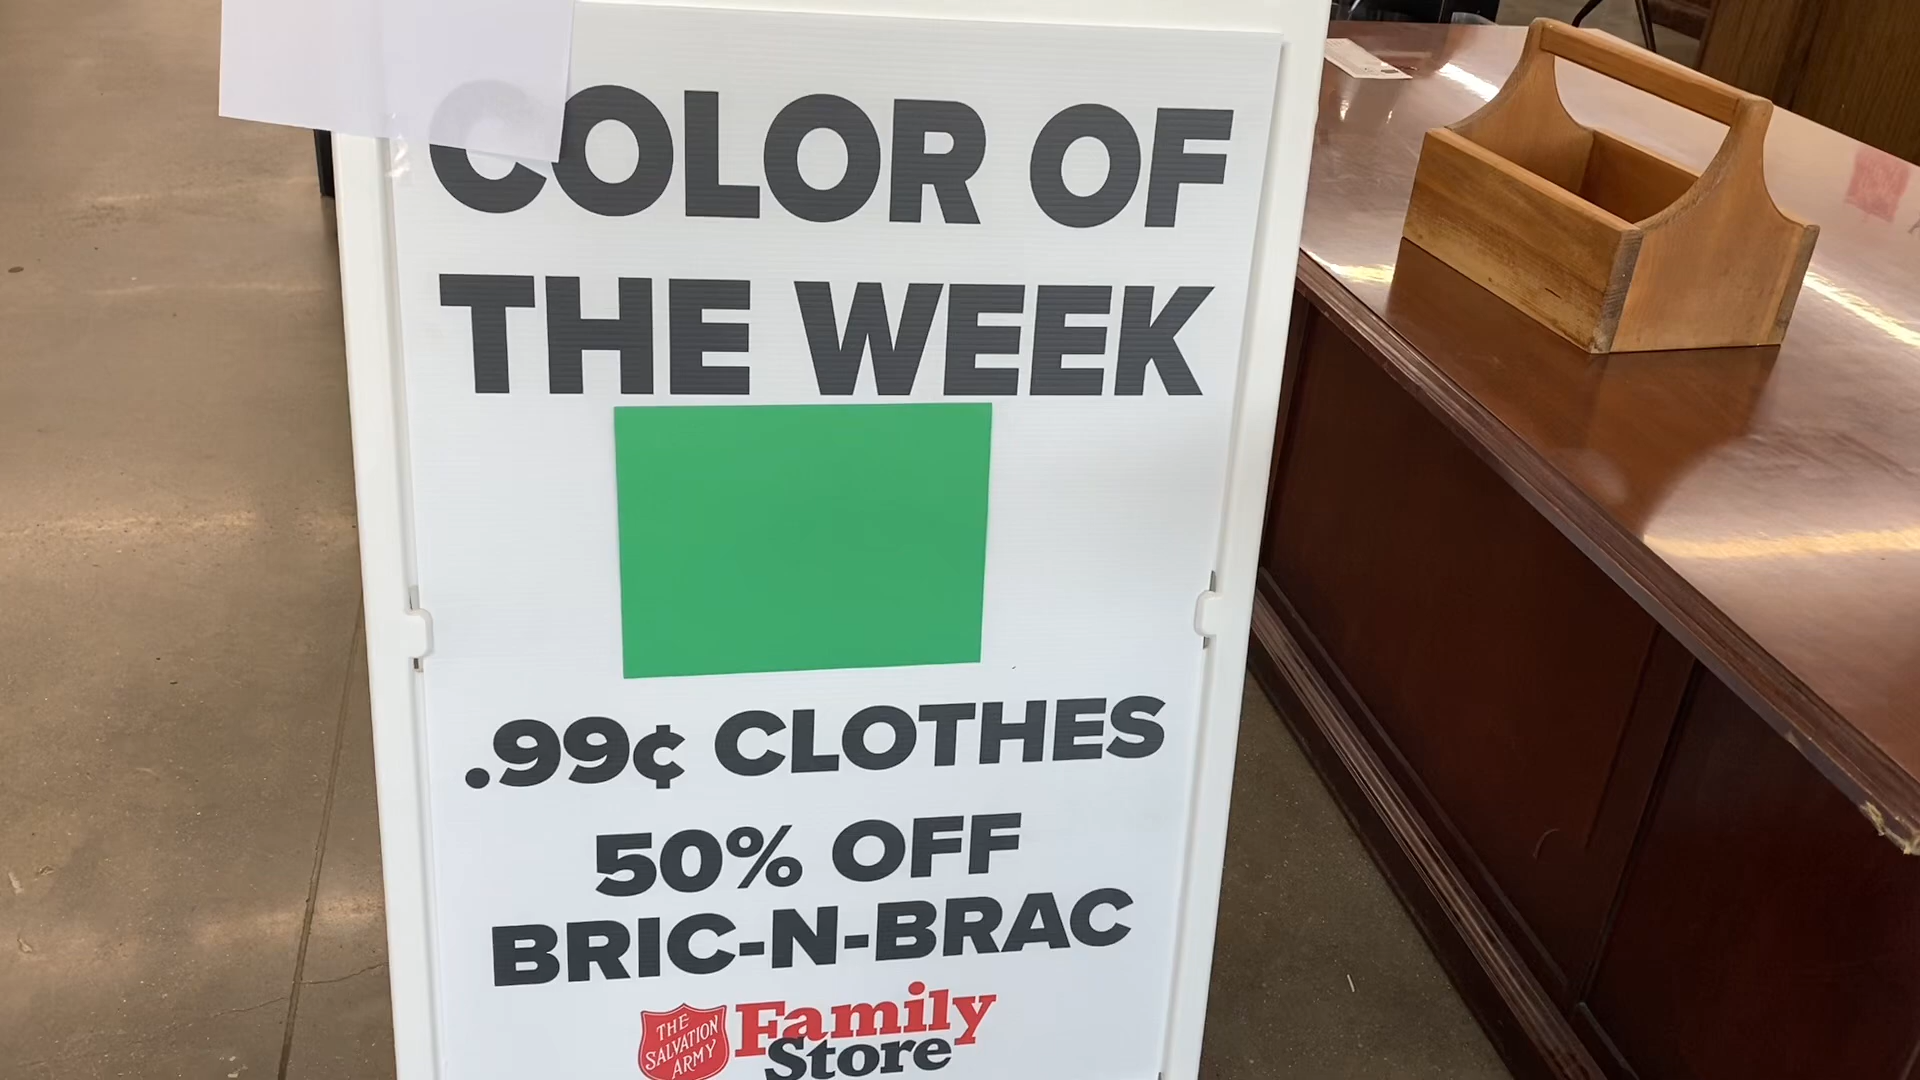 COLOR OF
THE WEEK
.99¢ CLOTHES
50% OFF
BRIC-N-BRAC
THE
SALVATION
ARMY
Family
Store